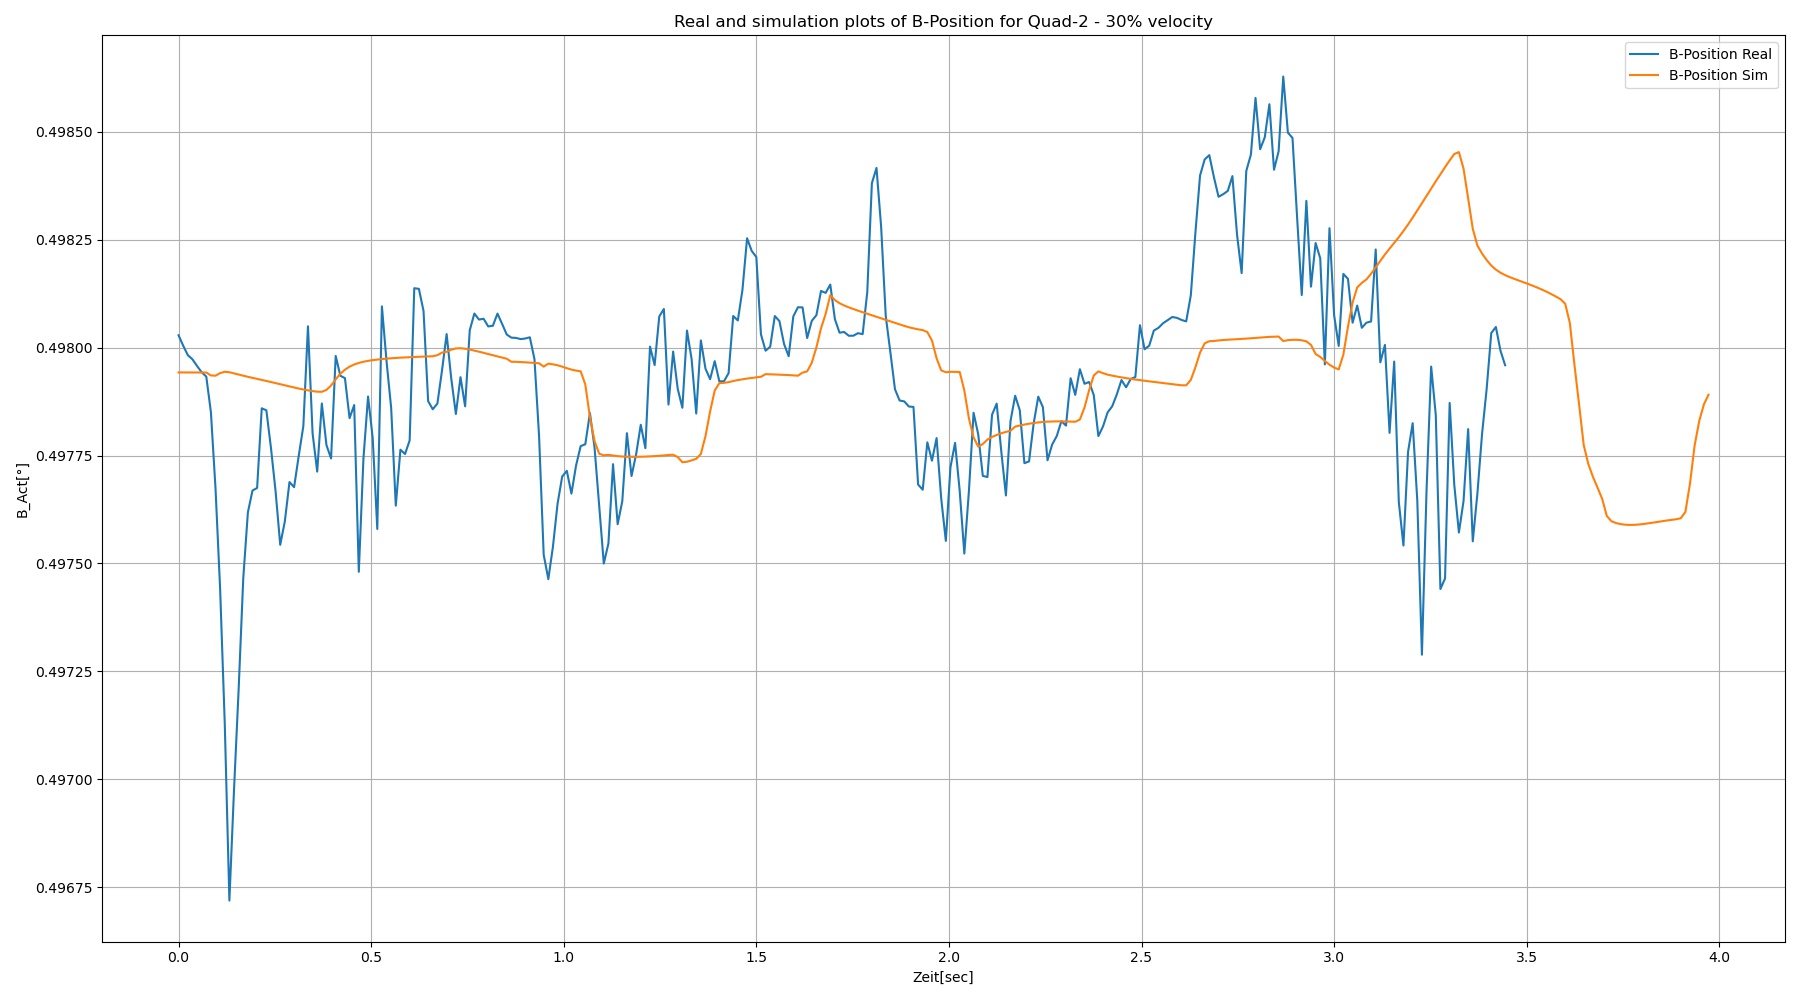 Real and simulation plots of B-Position for Quad-2 - 30% velocity
B-Position Real
B-Position Sim
B_Act[°]
0.49850
0.49825
0.49800
0.49775
0.49750
0.49725
0.49700
0.49675
0.0 0.5 1.0 1.5 2.0 2.5 3.0 3.5 4.0
Zeit[sec]